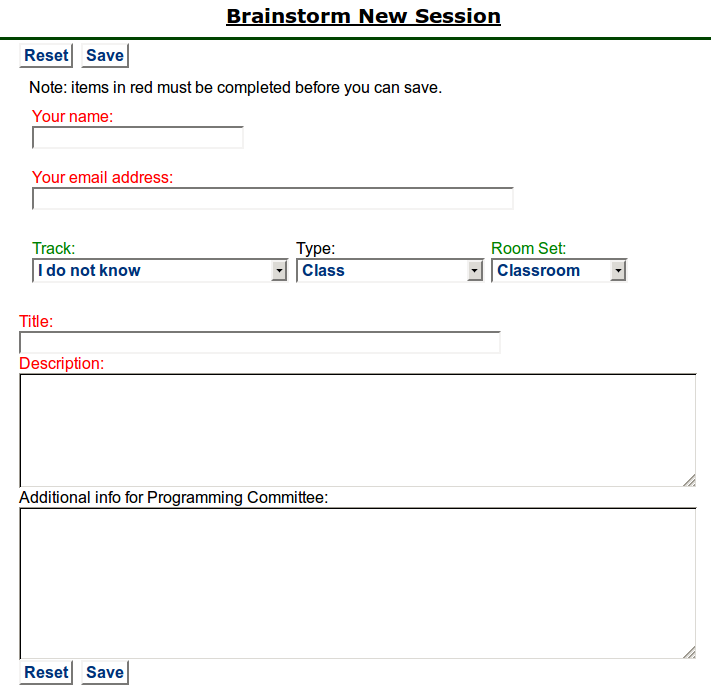 Brainstorm New Session
Reset Save
Note: items in red must be completed before you can save.
Your name:
Your email address:
Track: Type: Room Set:
I do not know Class Classroom
Title:
Description:
Additional info for Programming Committee:
Reset Save